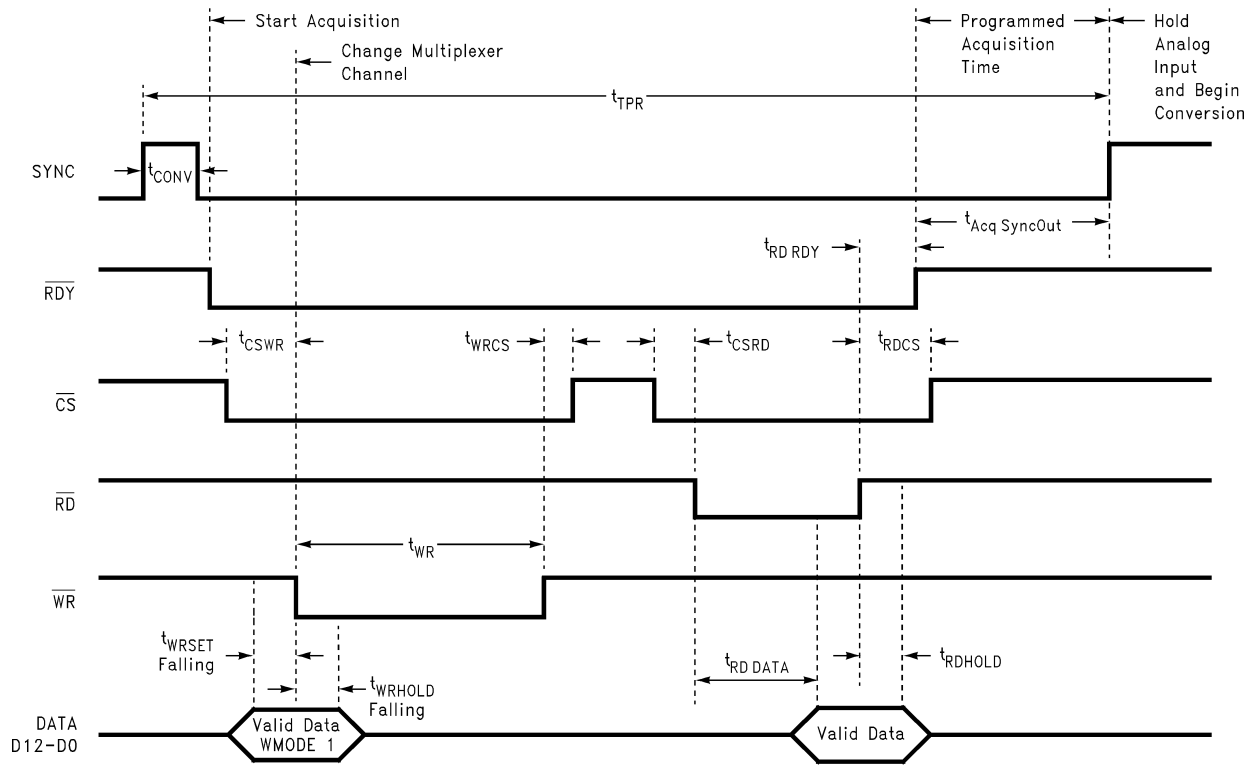 Start Acquisition
Change Multiplexer
Channel
Programmed
Acquisition
Time
Hold
Analog
Input
and Begin
Conversion
tTPR
SYNC
tCONV
tAcq SyncOut
tRD RDY
RDY
tCSWR
tWRCS
tCSRD
tRDCS
CS
RD
tWR
WR
tWRSET
Falling
tWRHOLD
Falling
tRD DATA
tRDHOLD
DATA
D12-D0
Valid Data
WMODE 1
Valid Data